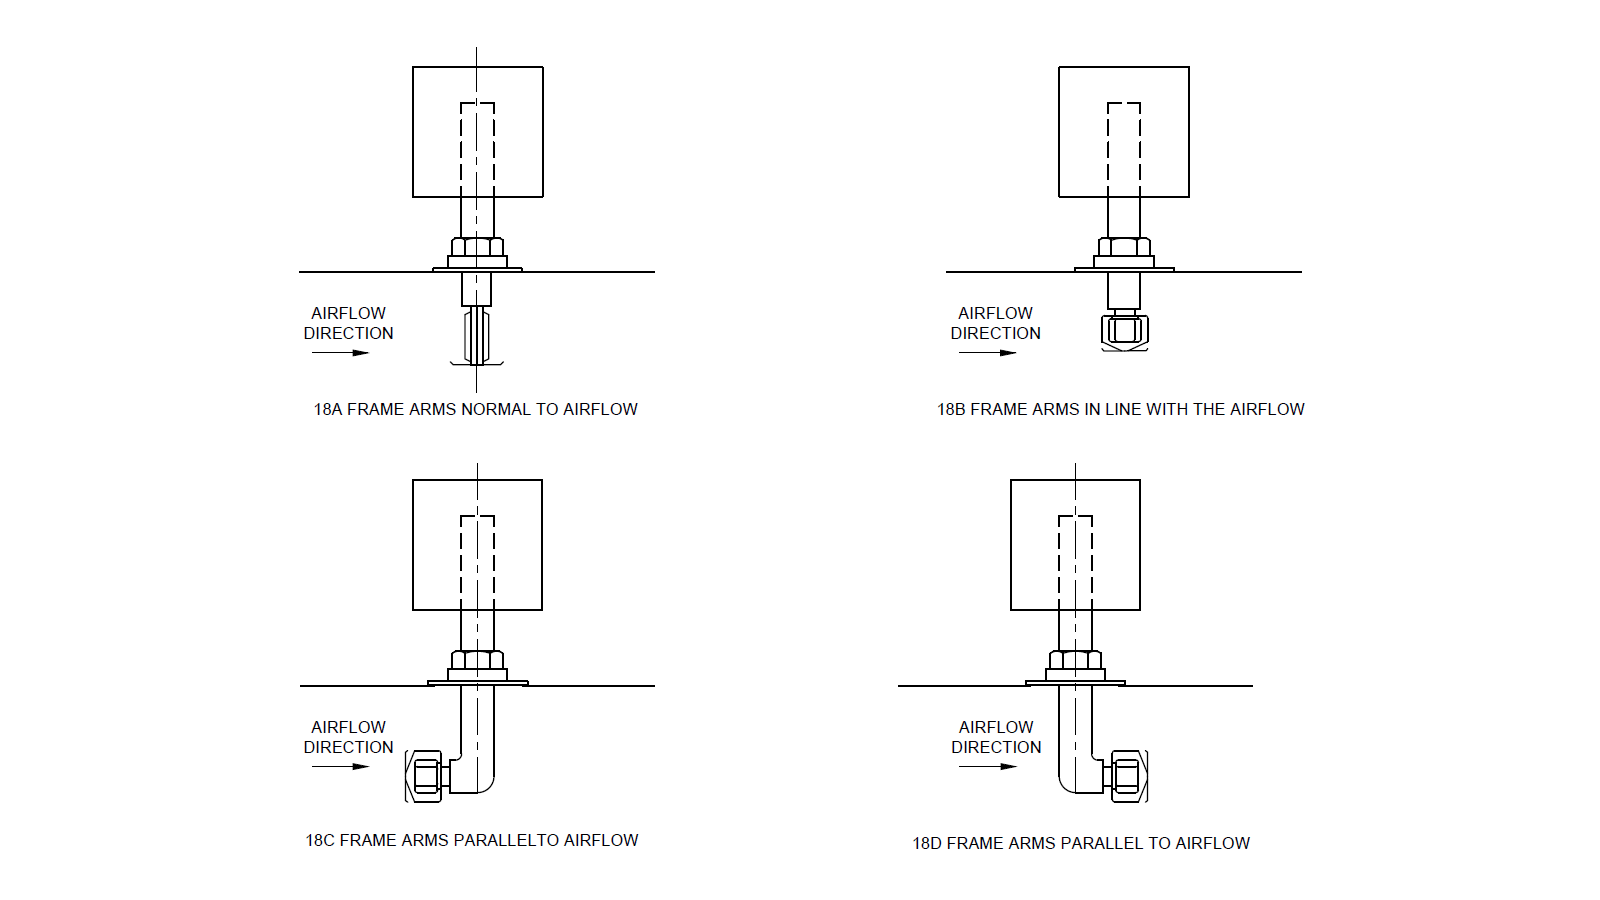 AIRFLOW
DIRECTION
18A FRAME ARMS NORMAL TO AIRFLOW
AIRFLOW
DIRECTION
18B FRAME ARMS IN LINE WITH THE AIRFLOW
AIRFLOW
DIRECTION
18C FRAME ARMS PARALLELTO AIRFLOW
AIRFLOW
DIRECTION
18D FRAME ARMS PARALLEL TO AIRFLOW